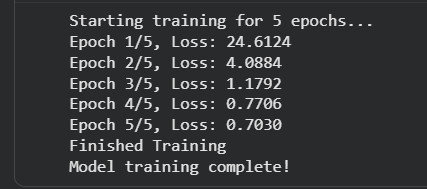 Starting training for 5 epochs...
Epoch 1/5, Loss: 24.6124
Epoch 2/5, Loss: 4.0884
Epoch 3/5, Loss: 1.1792
Epoch 4/5, Loss: 0.7706
Epoch 5/5, Loss: 0.7030
Finished Training
Model training complete!